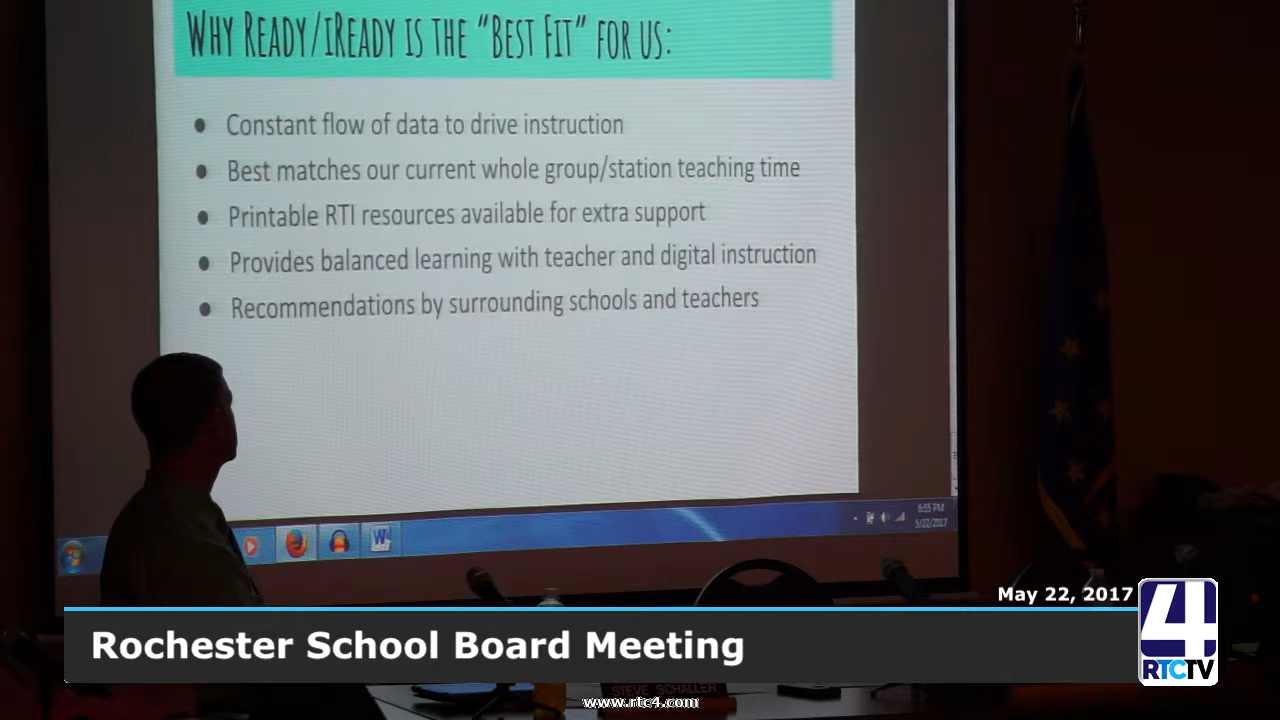 WHY READY/IREADY IS THE "BEST FIT" FOR US:
• Constant flow of data to drive instruction
• Best matches our current whole group/station teaching time
• Printable RTI resources available for extra support
• Provides balanced learning with teacher and digital instruction
• Recommendations by surrounding schools and teachers
W
6:55 PM
5/22/2017
May 22, 2017
4
Rochester School Board Meeting
RTCTV
STEVE SCHALLER
www.rtc4.com